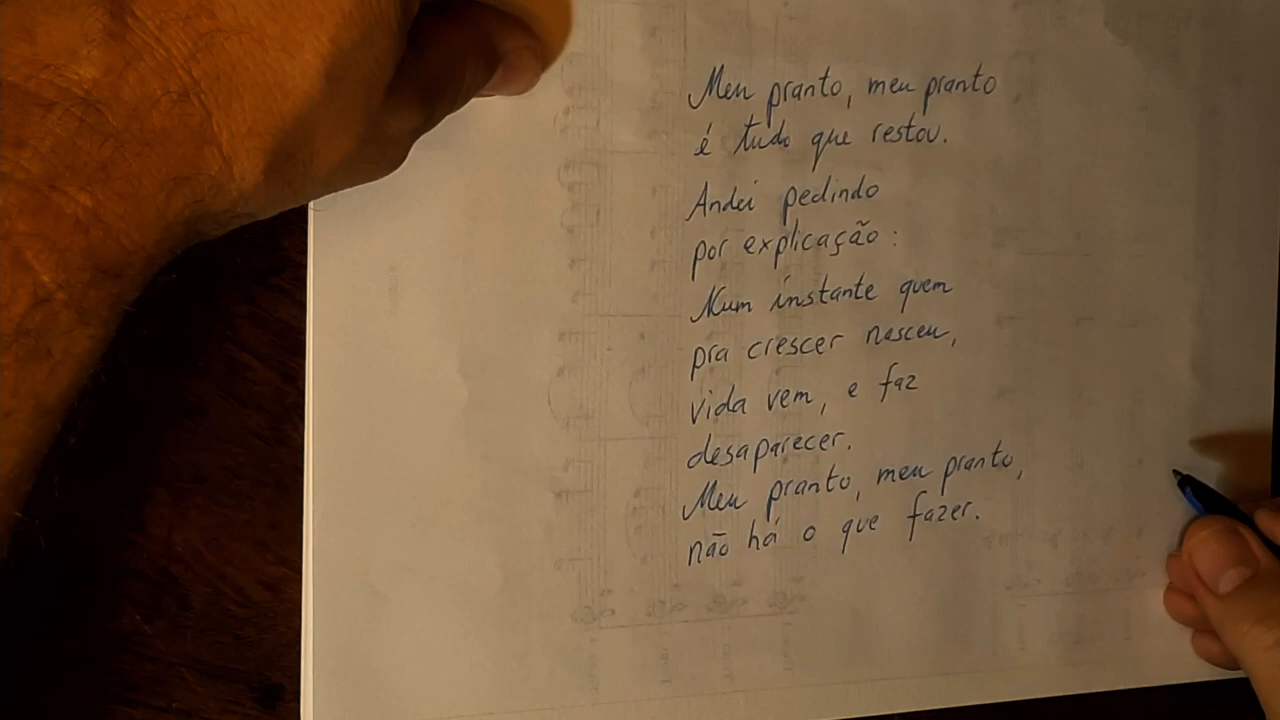 Meu pranto, meu pranto
é tudo que restou.
Andei pedindo
por explicação:
Num instante quem
pra crescer nasceu,
vida vem, e faz
desaparecer.
Meu pranto, meu pranto,
não há o que fazer.